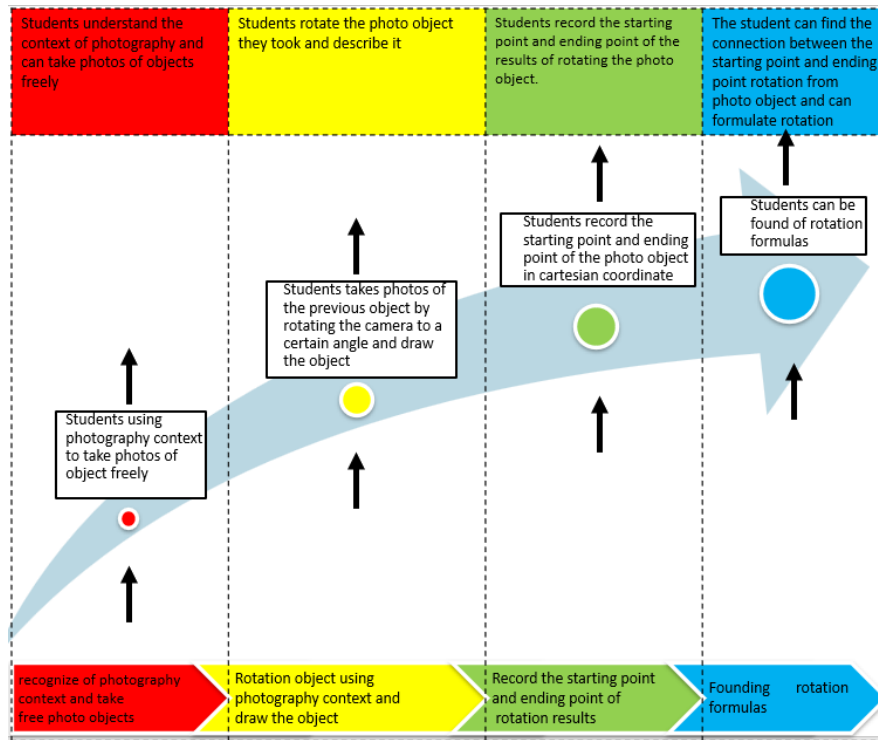 Students understand the
context of photography and
can take photos of objects
freely
Students rotate the photo object
they took and describe it
Students record the starting
point and ending point of the
results of rotating the photo
object.
The student can find the
connection between the
starting point and ending
point rotation from
photo object and can
formulate rotation
Students can be
found of rotation
formulas
Students record the
starting point and ending
point of the photo object
in cartesian coordinate
Students takes photos of
the previous object by
rotating the camera to a
certain angle and draw
the object
Students using
photography context
to take photos of
object freely
recognize of photography
context and take
free photo objects
Rotation object using
photography context and
draw the object
Record the starting point
and ending point of
rotation results
Founding rotation
formulas